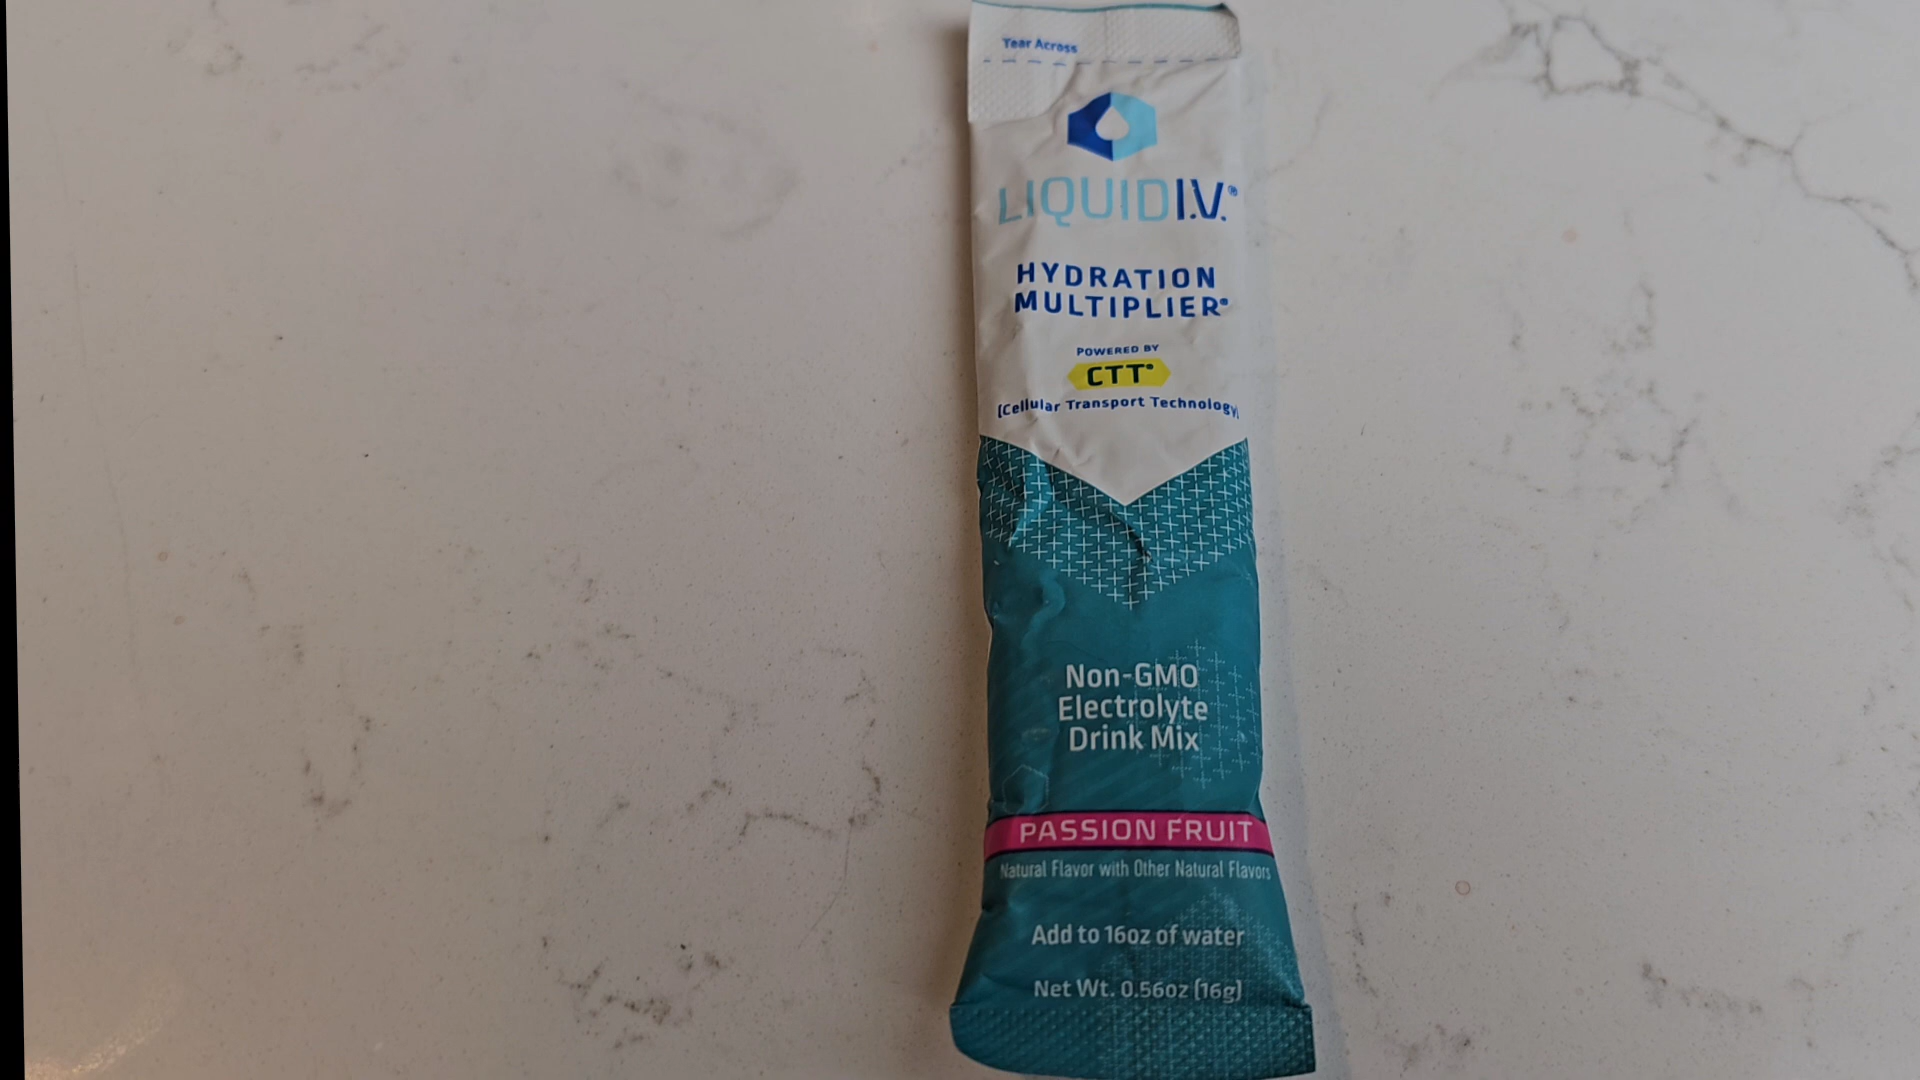 Tear Across
LIQUID I.V.®
HYDRATION
MULTIPLIER®
POWERED BY
CTT®
(Cellular Transport Technology)
Non-GMO
Electrolyte
Drink Mix
PASSION FRUIT
Natural Flavor with Other Natural Flavors
Add to 16oz of water
Net Wt. 0.56oz (16g)